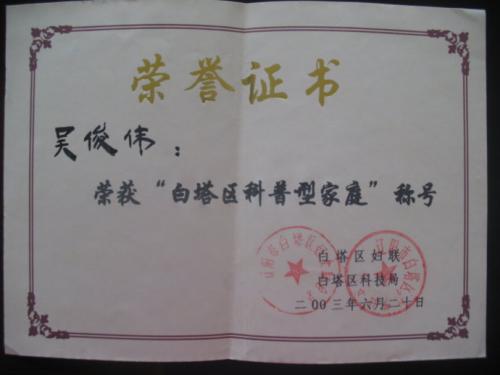 荣誉证书
吴俊伟：
荣获“白塔区科普型家庭”称号
白塔区妇联
白塔区科技局
二00三年六月二十日